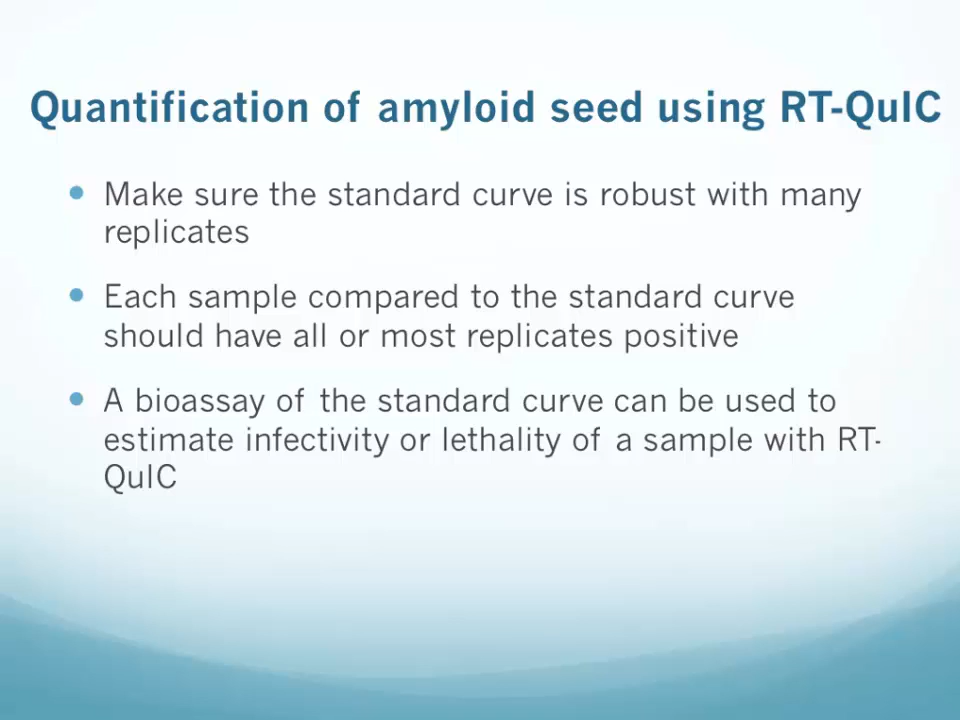 Quantification of amyloid seed using RT-QuIC
Make sure the standard curve is robust with many
replicates
Each sample compared to the standard curve
should have all or most replicates positive
A bioassay of the standard curve can be used to
estimate infectivity or lethality of a sample with RT-
QuIC